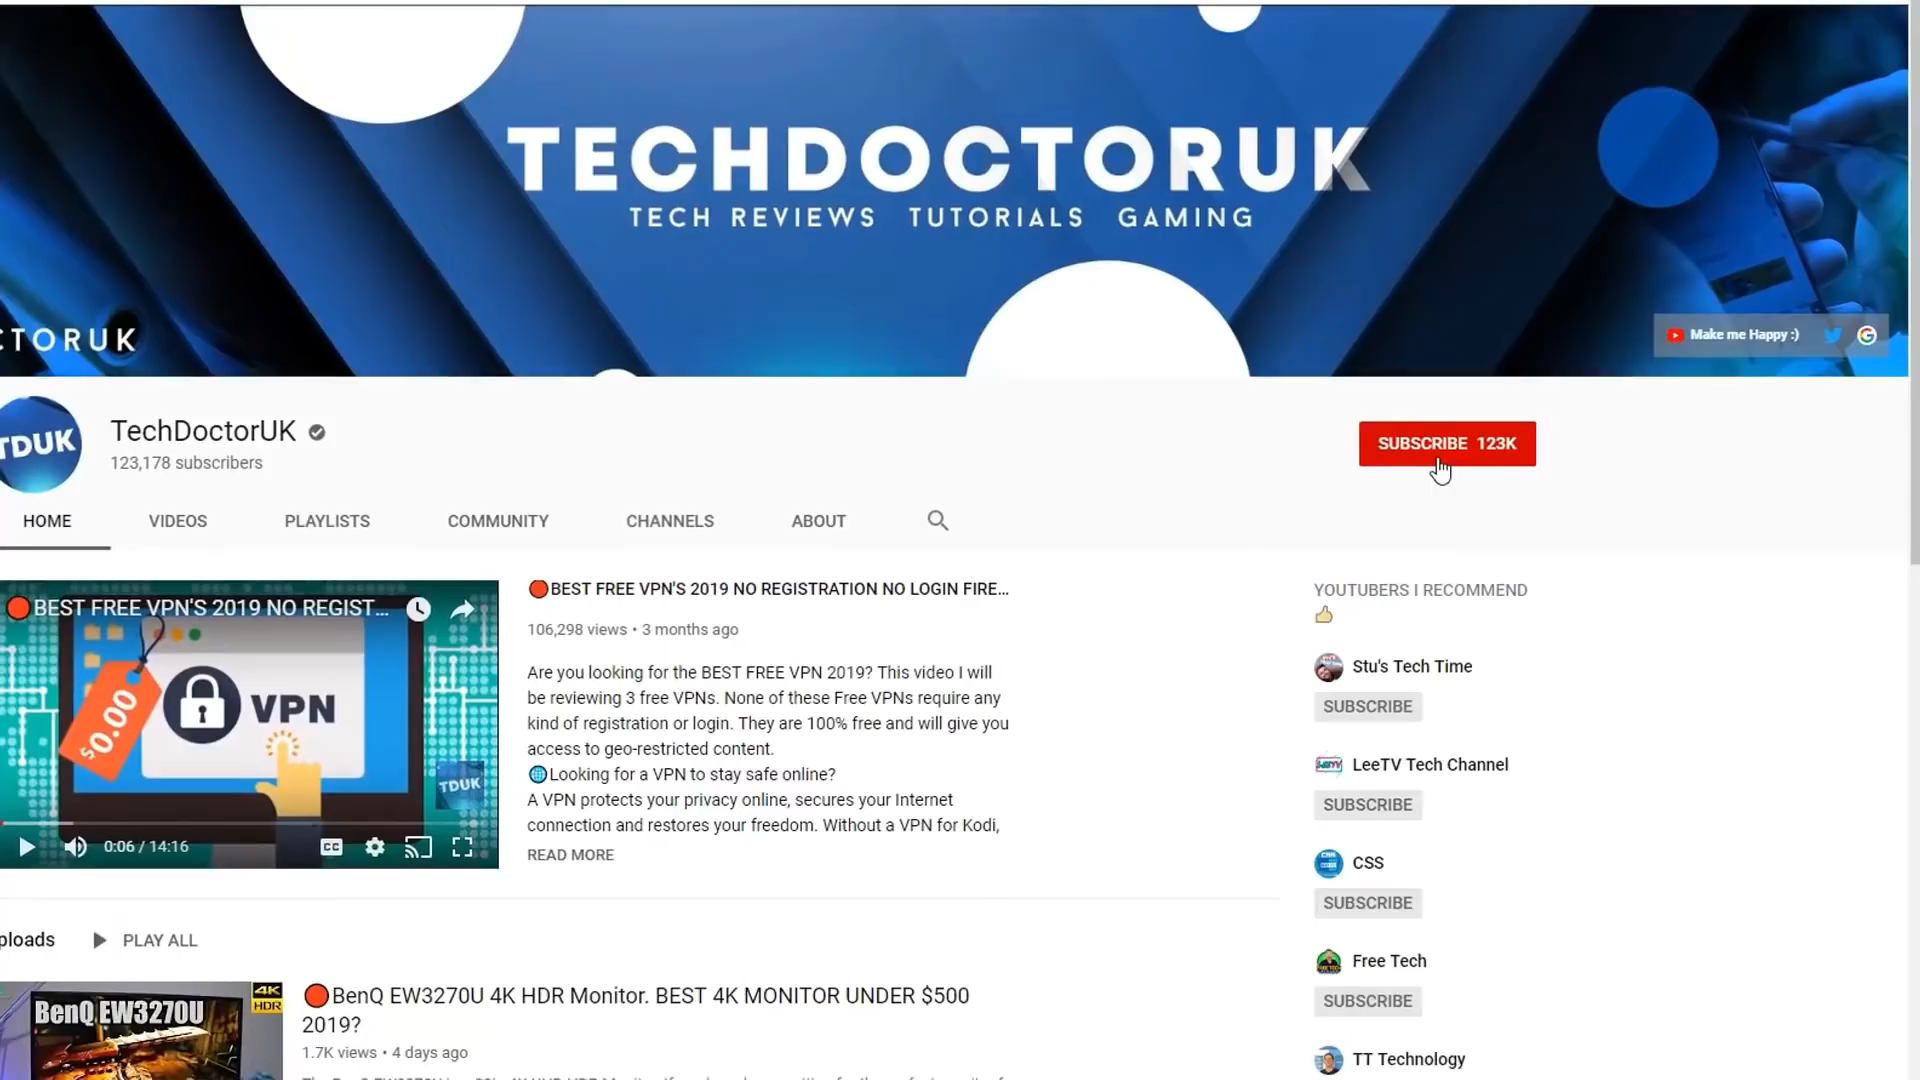 TECHDOCTORUK
TECH REVIEWS TUTORIALS GAMING
CTORUK
Make me Happy :)
TDUK
TechDoctorUK
123,178 subscribers
SUBSCRIBE 123K
HOME VIDEOS PLAYLISTS COMMUNITY CHANNELS ABOUT
BEST FREE VPN'S 2019 NO REGIST...
$0.00
VPN
TDUK
0:06 / 14:16
CC
BEST FREE VPN'S 2019 NO REGISTRATION NO LOGIN FIRE...
106,298 views • 3 months ago
Are you looking for the BEST FREE VPN 2019? This video I will
be reviewing 3 free VPNs. None of these Free VPNs require any
kind of registration or login. They are 100% free and will give you
access to geo-restricted content.
Looking for a VPN to stay safe online?
A VPN protects your privacy online, secures your Internet
connection and restores your freedom. Without a VPN for Kodi,
READ MORE
YOUTUBERS I RECOMMEND
Stu's Tech Time
SUBSCRIBE
LeeTV Tech Channel
SUBSCRIBE
CSS
SUBSCRIBE
Free Tech
SUBSCRIBE
TT Technology
ploads PLAY ALL
BenQ EW3270U
4K
HDR
BenQ EW3270U 4K HDR Monitor. BEST 4K MONITOR UNDER $500
2019?
1.7K views • 4 days ago